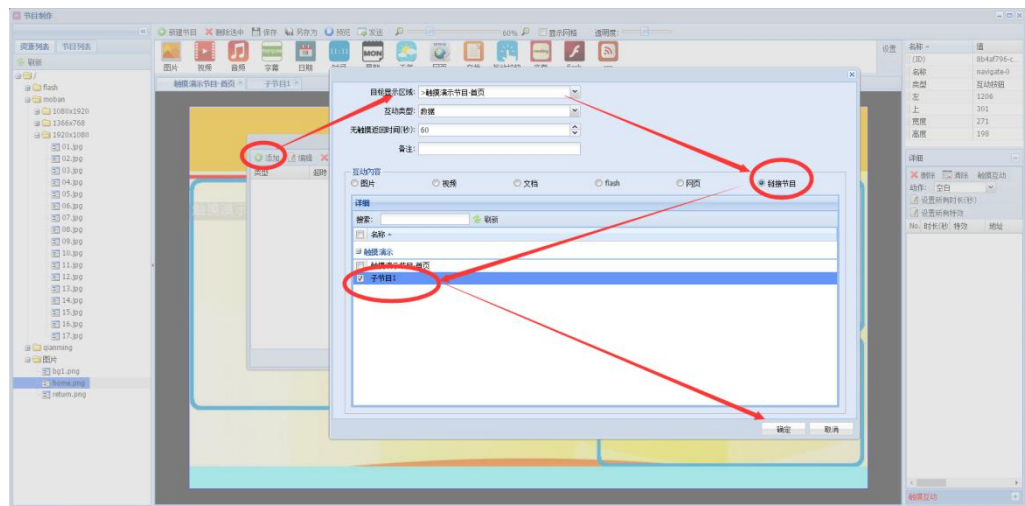 节目制作
新建节目 删除选中 保存 另存为 预览 发送 60% 显示网格 透明度:
资源列表 节目列表
刷新
图片 视频 音频 字幕 日期
设置
触摸演示节目-首页 子节目1
/
flash
moban
1080x1920
1366x768
1920x1080
01.jpg
02.jpg
03.jpg
04.jpg
05.jpg
06.jpg
07.jpg
08.jpg
09.jpg
10.jpg
11.jpg
12.jpg
13.jpg
14.jpg
15.jpg
16.jpg
17.jpg
qianming
图片
bg1.png
home.png
return.png
添加 编辑
类型 超时
目标显示区域: >触摸演示节目-首页
互动类型: 数据
无触摸返回时间(秒): 60
备注:
互动内容
图片 视频 文档 flash 网页 链接节目
详细
搜索: 刷新
名称
触摸演示
触摸演示节目-首页
子节目1
确定 取消
名称 值
(ID) 8b4af796-c...
名称 navigate-0
类型 互动按钮
左 1206
上 301
宽度 271
高度 198
详细
删除 清除 触摸互动
动作: 空白
设置所有时长(秒)
设置所有特效
No. 时长(秒) 特效 地址
触摸互动